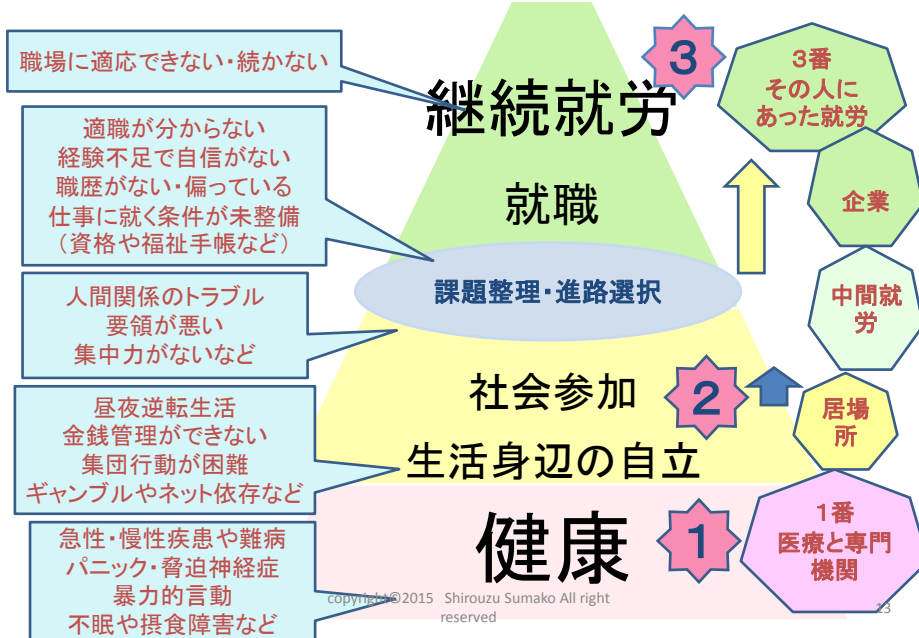 職場に適応できない・続かない
適職が分からない
経験不足で自信がない
職歴がない・偏っている
仕事に就く条件が未整備
(資格や福祉手帳など)
人間関係のトラブル
要領が悪い
集中力がないなど
昼夜逆転生活
金銭管理ができない
集団行動が困難
ギャンブルやネット依存など
急性・慢性疾患や難病
パニック・脅迫神経症
暴力的言動
不眠や摂食障害など
継続就労
就職
課題整理・進路選択
社会参加
生活身辺の自立
健康
3
2
1
3番
その人に
あった就労
企業
中間就
労
居場
所
1番
医療と専門
機関
copyright©2015 Shirouzu Sumako All right
reserved
13